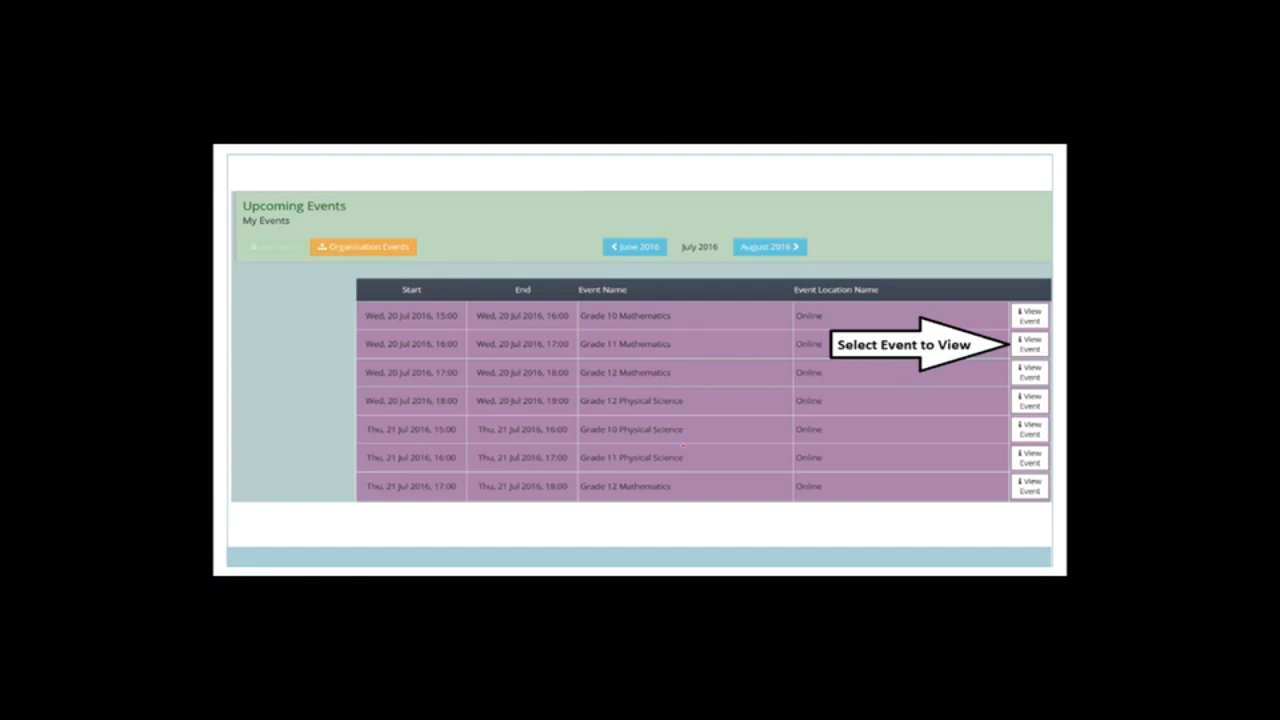 Upcoming Events
My Events
My Events Organisation Events June 2016 July 2016 August 2016
Start End Event Name Event Location Name
Wed, 20 Jul 2016, 15:00 Wed, 20 Jul 2016, 16:00 Grade 10 Mathematics Online View Event
Wed, 20 Jul 2016, 16:00 Wed, 20 Jul 2016, 17:00 Grade 11 Mathematics Online Select Event to View View Event
Wed, 20 Jul 2016, 17:00 Wed, 20 Jul 2016, 18:00 Grade 12 Mathematics Online View Event
Wed, 20 Jul 2016, 18:00 Wed, 20 Jul 2016, 19:00 Grade 12 Physical Science Online View Event
Thu, 21 Jul 2016, 15:00 Thu, 21 Jul 2016, 16:00 Grade 10 Physical Science Online View Event
Thu, 21 Jul 2016, 16:00 Thu, 21 Jul 2016, 17:00 Grade 11 Physical Science Online View Event
Thu, 21 Jul 2016, 17:00 Thu, 21 Jul 2016, 18:00 Grade 12 Mathematics Online View Event